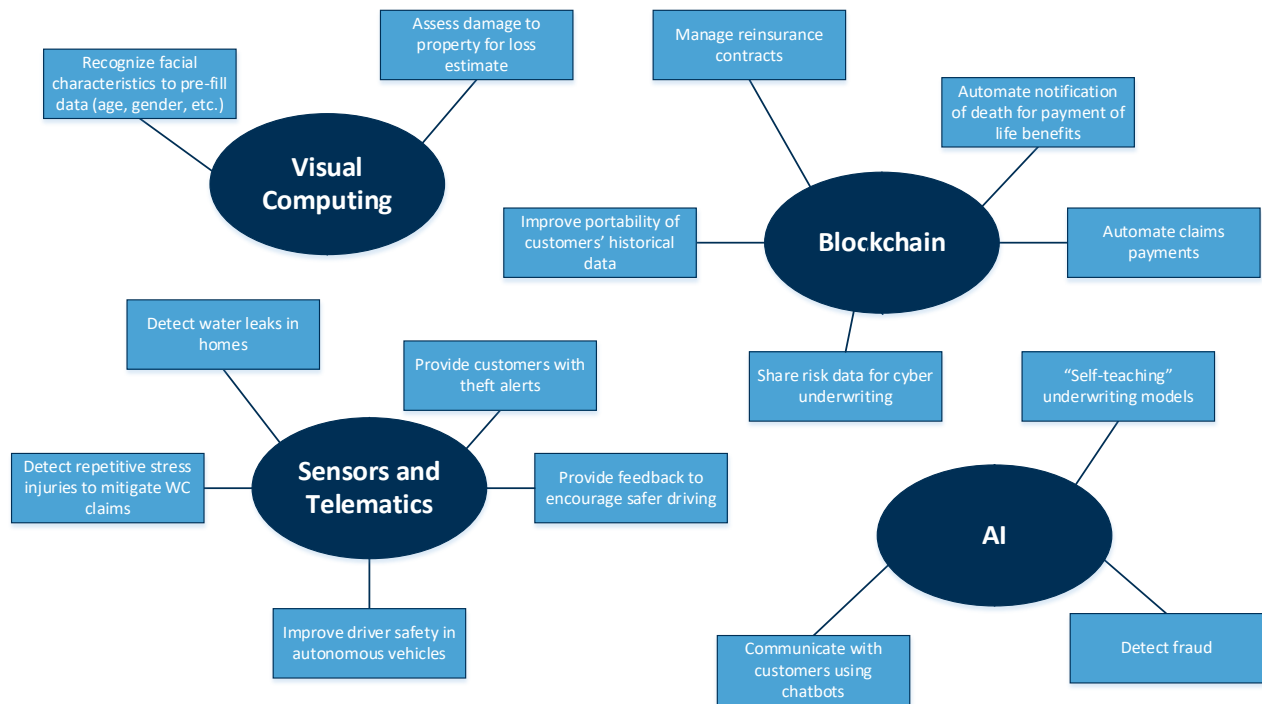 Assess damage to
property for loss
estimate
Recognize facial
characteristics to pre-fill
data (age, gender, etc.)
Visual
Computing
Manage reinsurance
contracts
Automate notification
of death for payment of
life benefits
Improve portability of
customers’ historical
data
Blockchain
Automate claims
payments
Share risk data for cyber
underwriting
Detect water leaks in
homes
Provide customers with
theft alerts
Detect repetitive stress
injuries to mitigate WC
claims
Sensors and
Telematics
Provide feedback to
encourage safer driving
Improve driver safety in
autonomous vehicles
“Self-teaching”
underwriting models
AI
Communicate with
customers using
chatbots
Detect fraud